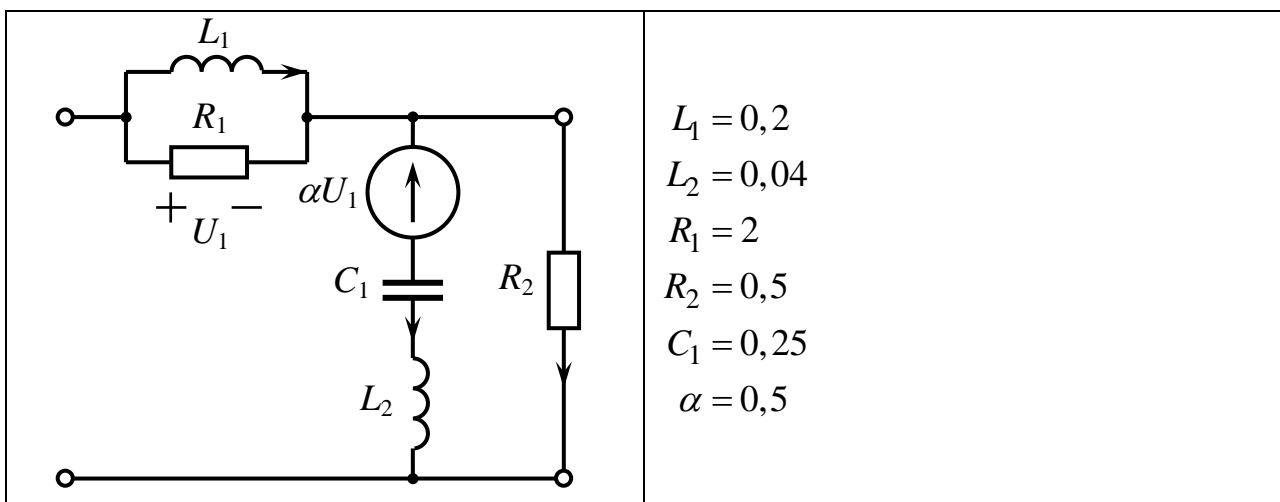 L₁
R₁
+ −
U₁
αU₁
C₁
R₂
L₂
L₁ = 0,2
L₂ = 0,04
R₁ = 2
R₂ = 0,5
C₁ = 0,25
α = 0,5